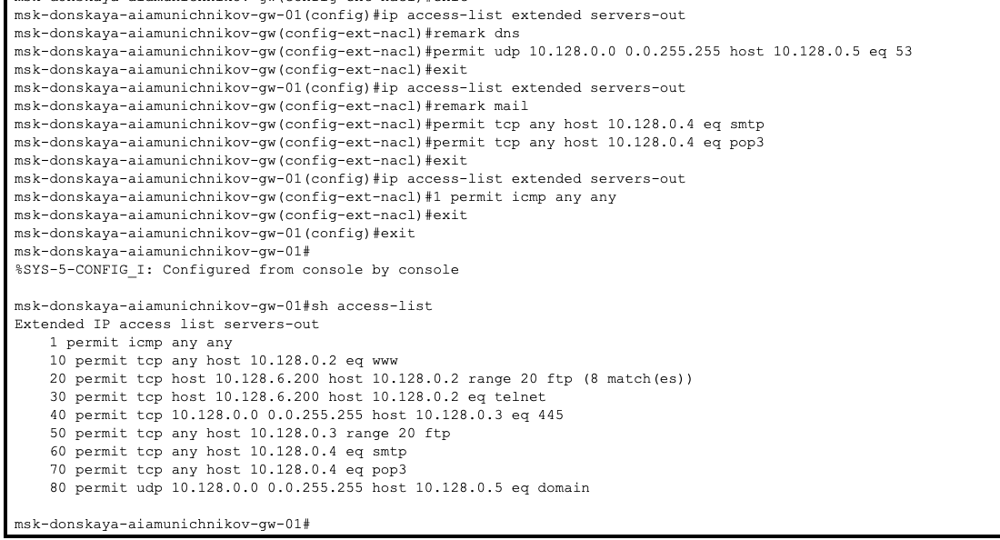 msk-donskaya-aiamunichnikov-gw(config-ext-nacl)#exit
msk-donskaya-aiamunichnikov-gw-01(config)#ip access-list extended servers-out
msk-donskaya-aiamunichnikov-gw(config-ext-nacl)#remark dns
msk-donskaya-aiamunichnikov-gw(config-ext-nacl)#permit udp 10.128.0.0 0.0.255.255 host 10.128.0.5 eq 53
msk-donskaya-aiamunichnikov-gw(config-ext-nacl)#exit
msk-donskaya-aiamunichnikov-gw-01(config)#ip access-list extended servers-out
msk-donskaya-aiamunichnikov-gw(config-ext-nacl)#remark mail
msk-donskaya-aiamunichnikov-gw(config-ext-nacl)#permit tcp any host 10.128.0.4 eq smtp
msk-donskaya-aiamunichnikov-gw(config-ext-nacl)#permit tcp any host 10.128.0.4 eq pop3
msk-donskaya-aiamunichnikov-gw(config-ext-nacl)#exit
msk-donskaya-aiamunichnikov-gw-01(config)#ip access-list extended servers-out
msk-donskaya-aiamunichnikov-gw(config-ext-nacl)#1 permit icmp any any
msk-donskaya-aiamunichnikov-gw(config-ext-nacl)#exit
msk-donskaya-aiamunichnikov-gw-01(config)#exit
msk-donskaya-aiamunichnikov-gw-01#
%SYS-5-CONFIG_I: Configured from console by console
msk-donskaya-aiamunichnikov-gw-01#sh access-list
Extended IP access list servers-out
1 permit icmp any any
10 permit tcp any host 10.128.0.2 eq www
20 permit tcp host 10.128.6.200 host 10.128.0.2 range 20 ftp (8 match(es))
30 permit tcp host 10.128.6.200 host 10.128.0.2 eq telnet
40 permit tcp 10.128.0.0 0.0.255.255 host 10.128.0.3 eq 445
50 permit tcp any host 10.128.0.3 range 20 ftp
60 permit tcp any host 10.128.0.4 eq smtp
70 permit tcp any host 10.128.0.4 eq pop3
80 permit udp 10.128.0.0 0.0.255.255 host 10.128.0.5 eq domain
msk-donskaya-aiamunichnikov-gw-01#